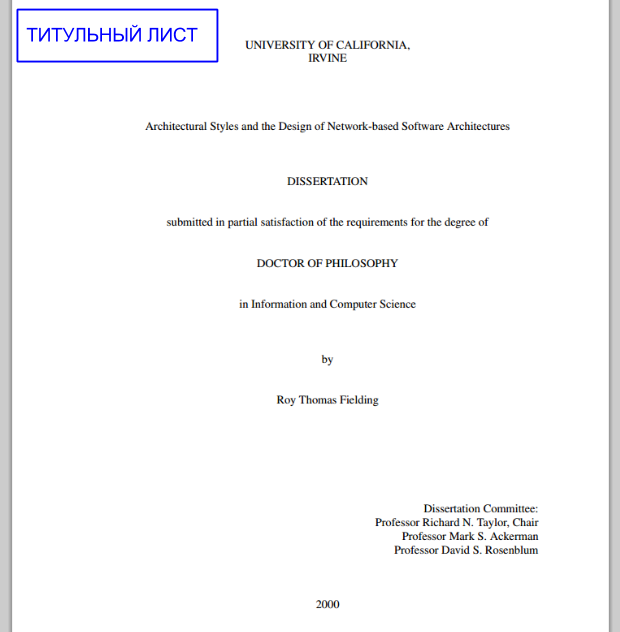 ТИТУЛЬНЫЙ ЛИСТ
UNIVERSITY OF CALIFORNIA,
IRVINE
Architectural Styles and the Design of Network-based Software Architectures
DISSERTATION
submitted in partial satisfaction of the requirements for the degree of
DOCTOR OF PHILOSOPHY
in Information and Computer Science
by
Roy Thomas Fielding
Dissertation Committee:
Professor Richard N. Taylor, Chair
Professor Mark S. Ackerman
Professor David S. Rosenblum
2000